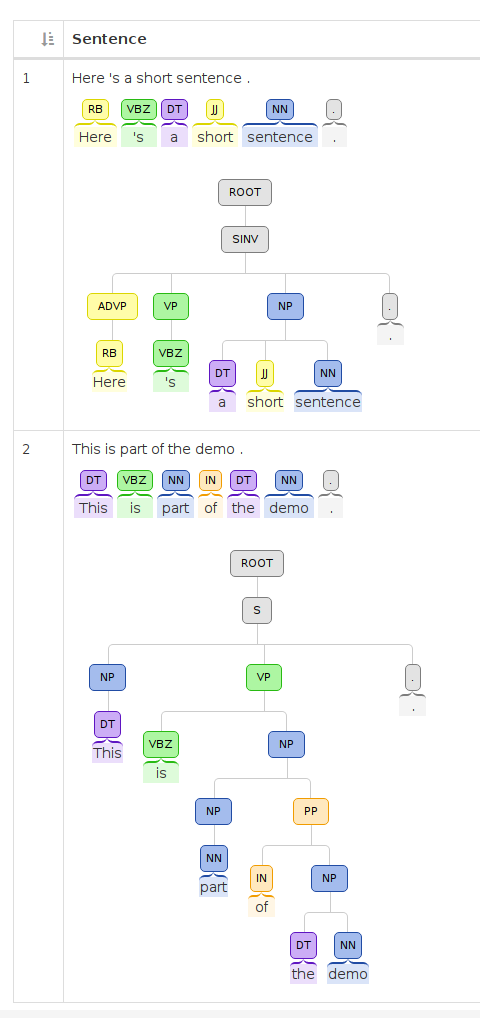 Sentence
1
Here 's a short sentence .
RB VBZ DT JJ NN .
Here 's a short sentence .
ROOT
SINV
ADVP VP NP .
.
RB VBZ
Here 's
DT JJ NN
a short sentence
2
This is part of the demo .
DT VBZ NN IN DT NN .
This is part of the demo .
ROOT
S
NP VP .
.
DT
This
VBZ NP
is
NP PP
NN
part
IN NP
of
DT NN
the demo